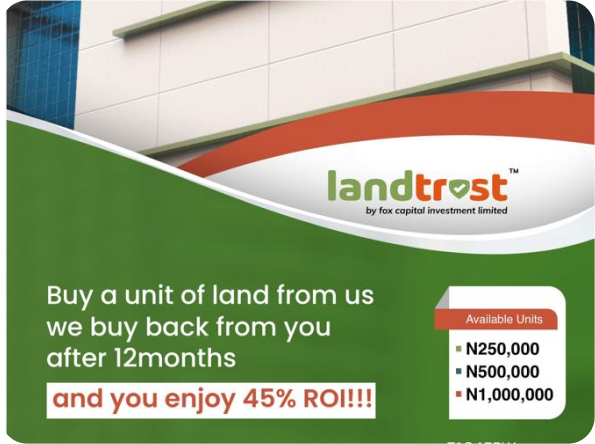 landtrust™
by fox capital investment limited
Buy a unit of land from us
we buy back from you
after 12months
and you enjoy 45% ROI!!!
Available Units
N250,000
N500,000
N1,000,000